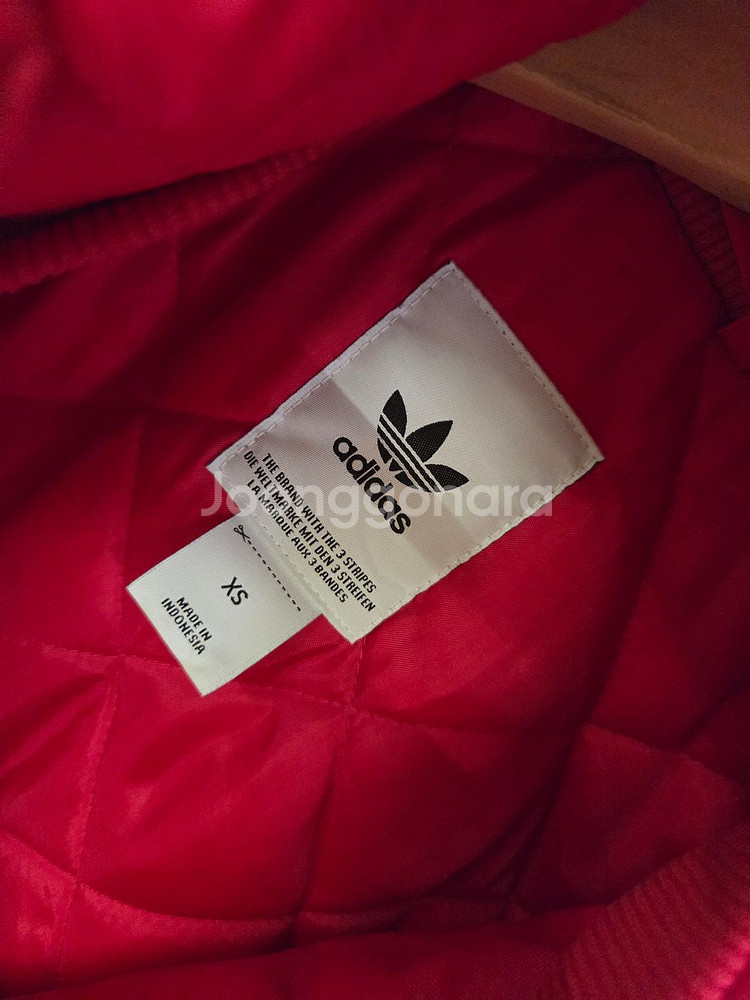 adidas
THE BRAND WITH THE 3 STRIPES
DIE WELTMARKE MIT DEN 3 STREIFEN
LA MARQUE AUX 3 BANDES
Joonggonara
XS
MADE IN
INDONESIA